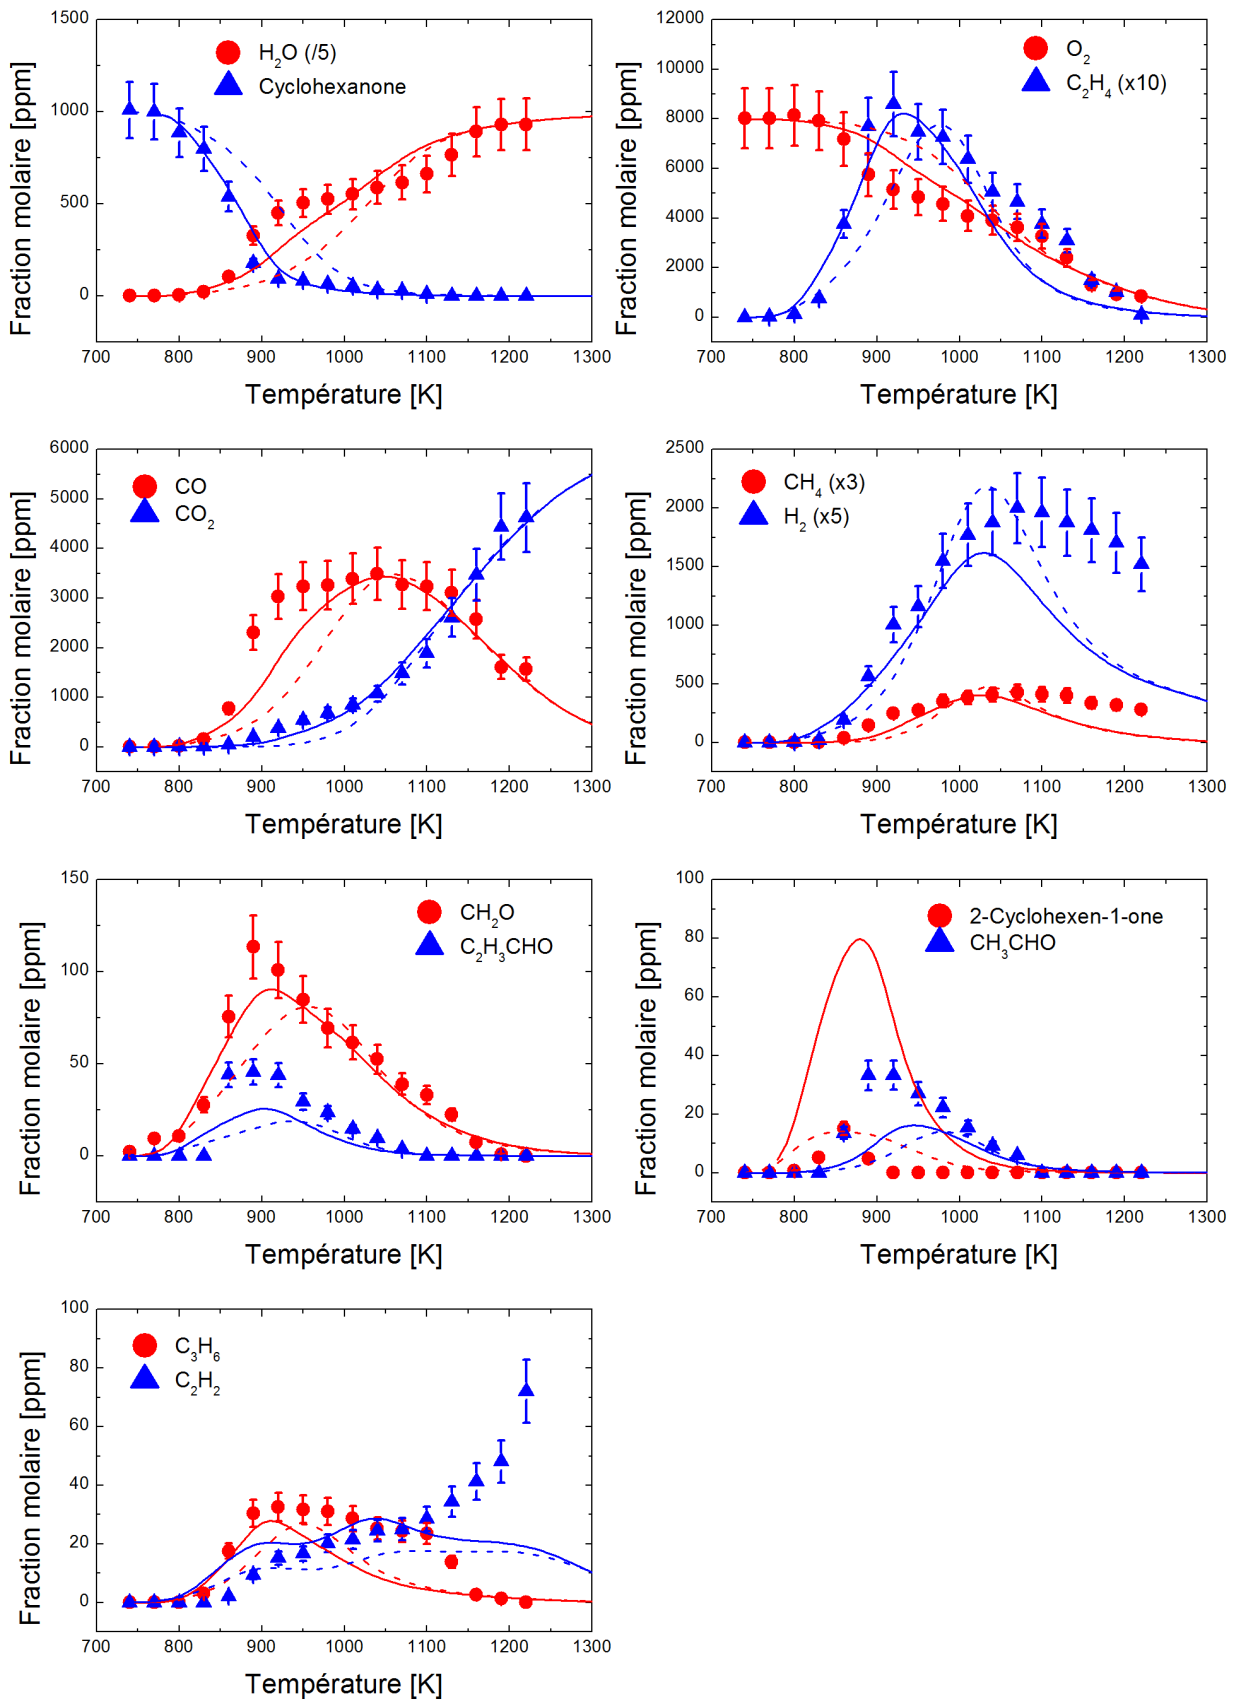 1500
1000
500
0
H₂O (/5)
Cyclohexanone
Fraction molaire [ppm]
700 800 900 1000 1100 1200 1300
Température [K]
12000
10000
8000
6000
4000
2000
0
O₂
C₂H₄ (x10)
Fraction molaire [ppm]
700 800 900 1000 1100 1200 1300
Température [K]
6000
5000
4000
3000
2000
1000
0
CO
CO₂
Fraction molaire [ppm]
700 800 900 1000 1100 1200 1300
Température [K]
2500
2000
1500
1000
500
0
CH₄ (x3)
H₂ (x5)
Fraction molaire [ppm]
700 800 900 1000 1100 1200 1300
Température [K]
150
100
50
0
CH₂O
C₂H₃CHO
Fraction molaire [ppm]
700 800 900 1000 1100 1200 1300
Température [K]
100
80
60
40
20
0
2-Cyclohexen-1-one
CH₃CHO
Fraction molaire [ppm]
700 800 900 1000 1100 1200 1300
Température [K]
100
80
60
40
20
0
C₃H₆
C₂H₂
Fraction molaire [ppm]
700 800 900 1000 1100 1200 1300
Température [K]